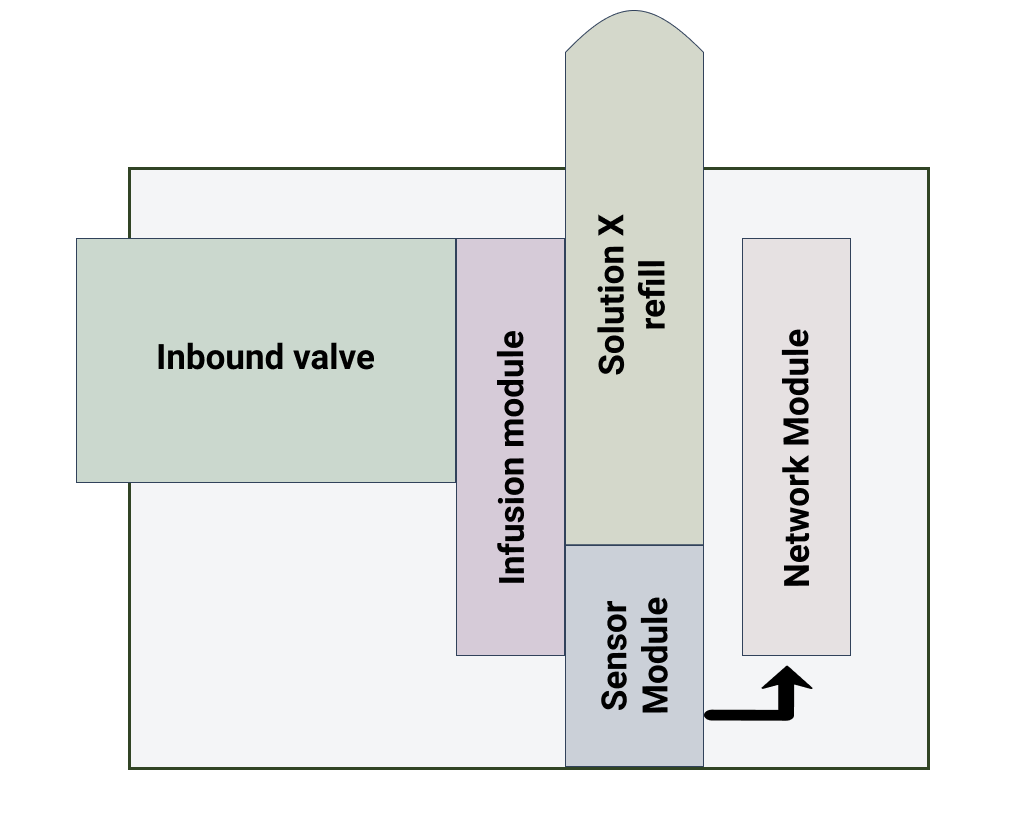 Inbound valve
Infusion module
Solution X
refill
Sensor
Module
Network Module